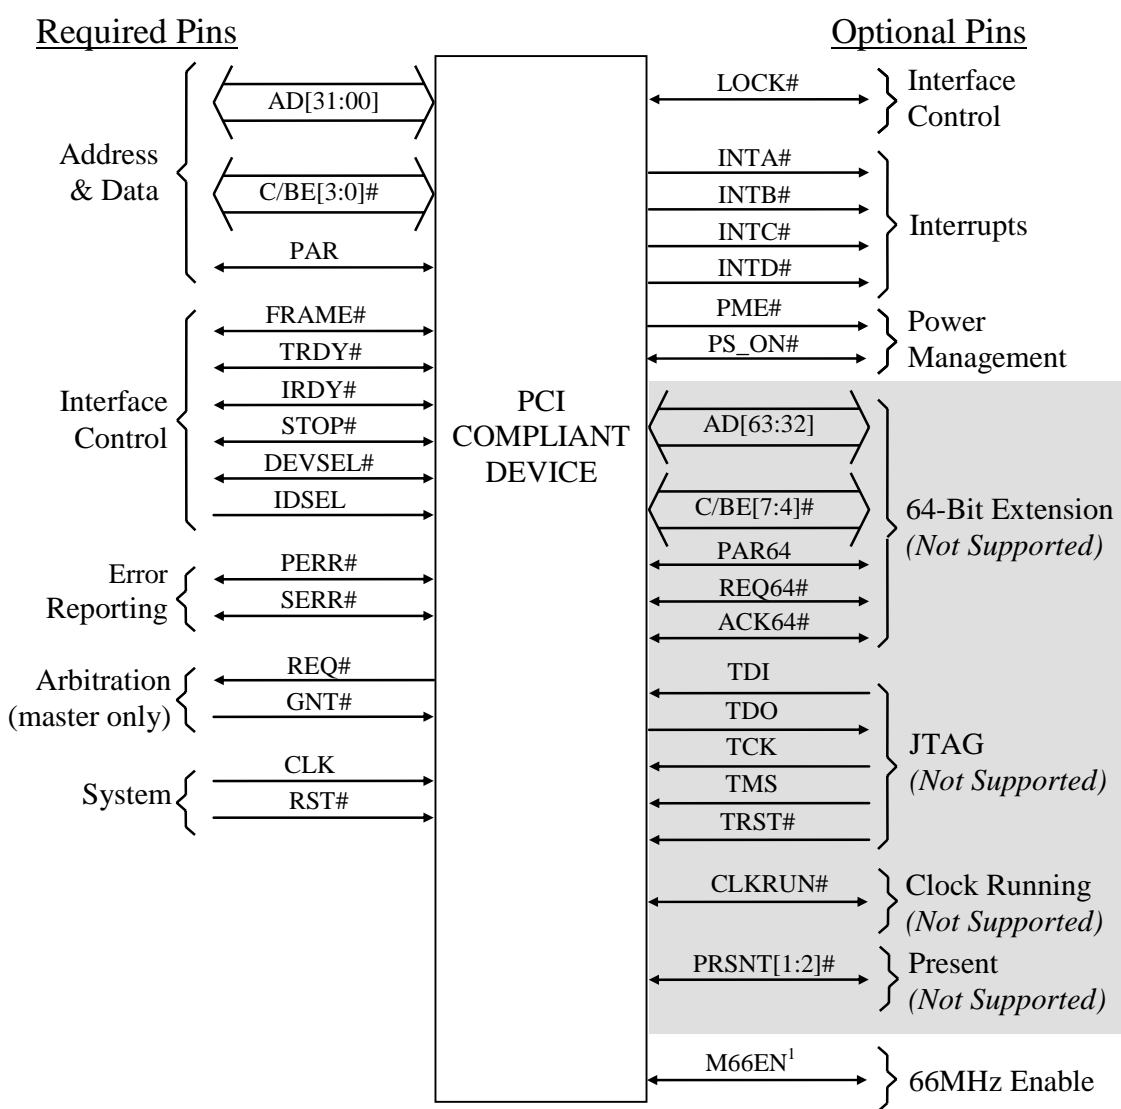 Required Pins
Optional Pins
AD[31:00]
Address
& Data
C/BE[3:0]#
PAR
FRAME#
TRDY#
IRDY#
Interface
Control
STOP#
DEVSEL#
IDSEL
PERR#
Error
Reporting
SERR#
REQ#
Arbitration
(master only)
GNT#
CLK
System
RST#
PCI
COMPLIANT
DEVICE
LOCK#
Interface
Control
INTA#
INTB#
INTC#
INTD#
Interrupts
PME#
PS_ON#
Power
Management
AD[63:32]
C/BE[7:4]#
PAR64
REQ64#
ACK64#
64-Bit Extension
(Not Supported)
TDI
TDO
TCK
TMS
TRST#
JTAG
(Not Supported)
CLKRUN#
Clock Running
(Not Supported)
PRSNT[1:2]#
Present
(Not Supported)
M66EN1
66MHz Enable